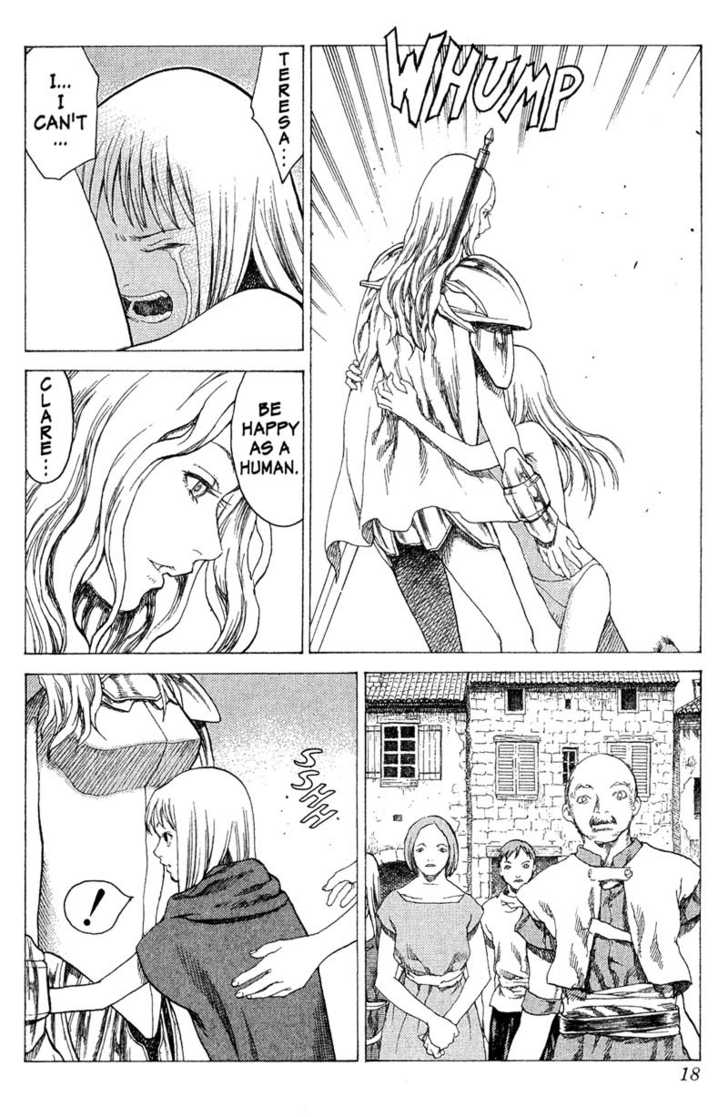 WHUMP
TERESA...
I...
I
CAN'T
...
BE
HAPPY
AS A
HUMAN.
CLARE...
SSHH
!
18